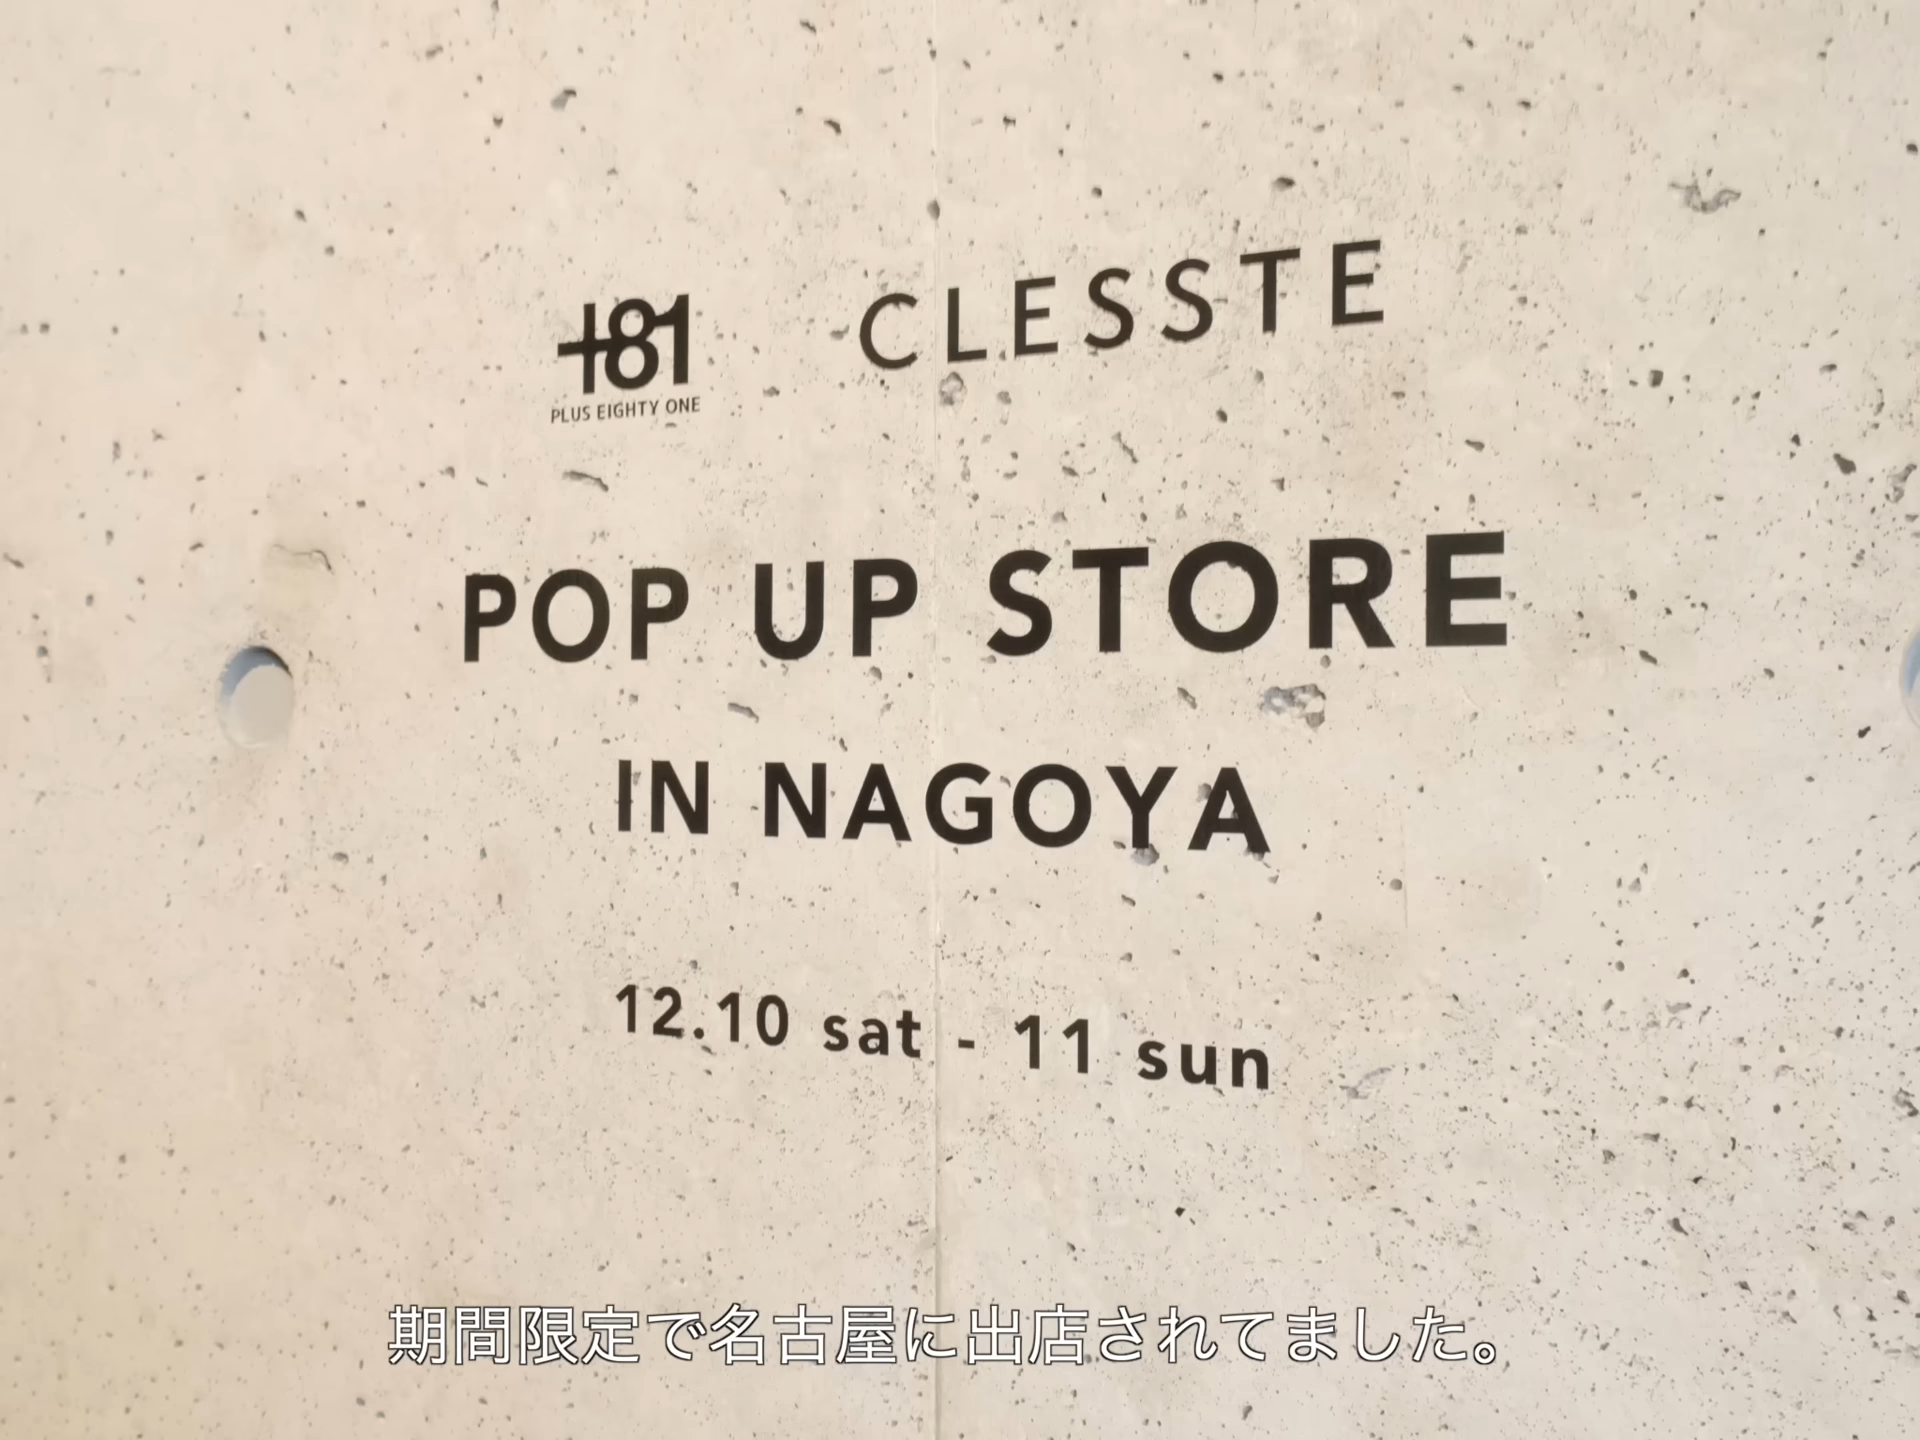 +81 CLESSTE
PLUS EIGHTY ONE
POP UP STORE
IN NAGOYA
12.10 sat - 11 sun
期間限定で名古屋に出店されてました。